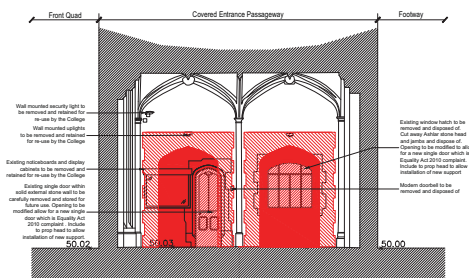 Front Quad
Covered Entrance Passageway
Footway
Wall mounted security light to
be removed and retained for
re-use by the College
Wall mounted uplights
to be removed and retained
for re-use by the College
Existing noticeboards and display
cabinets to be removed and
retained for re-use by the College
Existing single door within
solid external stone wall to be
carefully removed and stored for
future use. Opening to be
modified allow for a new single
door which is Equality Act
2010 complaint . Include
to prop head to allow
installation of new support.
Existing window hatch to be
removed and disposed of.
Cut away Ashlar stone head
and jambs and dispose of.
Opening to be modified to all
for a new single door which is
Equality Act 2010 complaint.
Include to prop head to allow
installation of new support
Modern doorbell to be
removed and disposed of
50.02
50.03
50.00